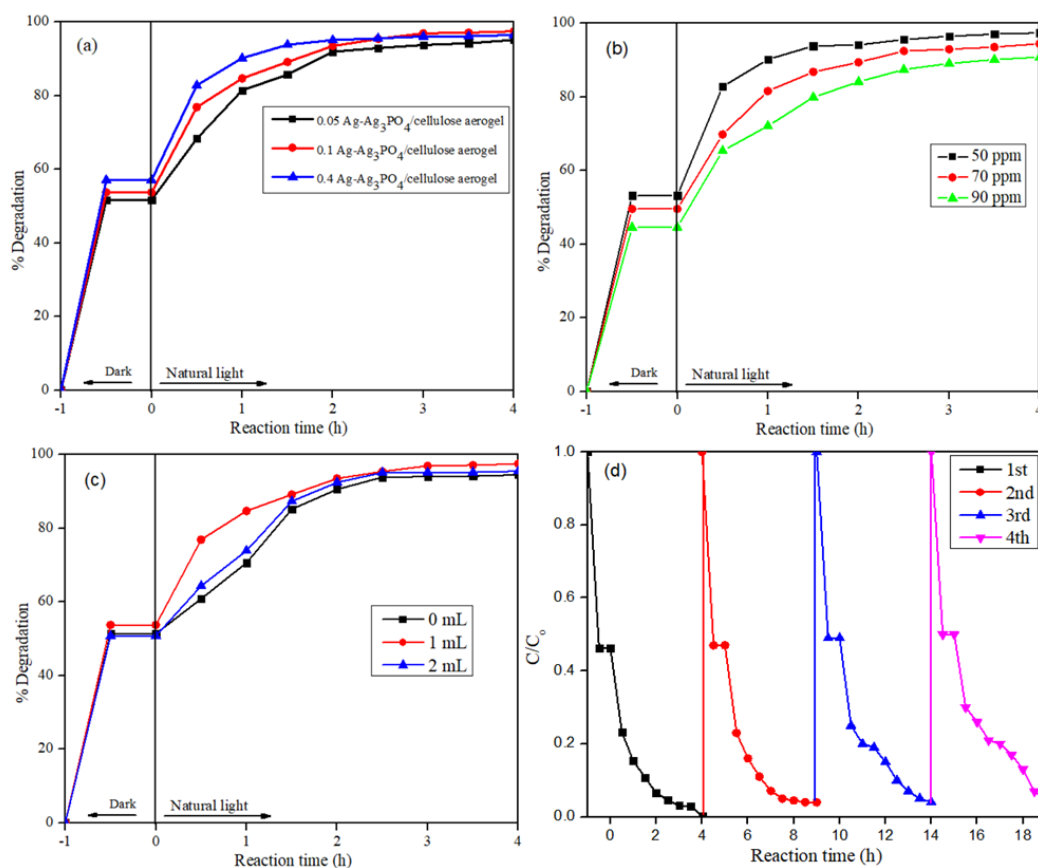 (a)
100
80
60
40
20
0
% Degradation
0.05 Ag-Ag₃PO₄/cellulose aerogel
0.1 Ag-Ag₃PO₄/cellulose aerogel
0.4 Ag-Ag₃PO₄/cellulose aerogel
Dark
Natural light
-1 0 1 2 3 4
Reaction time (h)
(b)
100
80
60
40
20
0
% Degradation
50 ppm
70 ppm
90 ppm
Dark
Natural light
-1 0 1 2 3 4
Reaction time (h)
(c)
100
80
60
40
20
0
% Degradation
0 mL
1 mL
2 mL
Dark
Natural light
-1 0 1 2 3 4
Reaction time (h)
(d)
1.0
0.8
0.6
0.4
0.2
0.0
C/Cₒ
1st
2nd
3rd
4th
0 2 4 6 8 10 12 14 16 18
Reaction time (h)